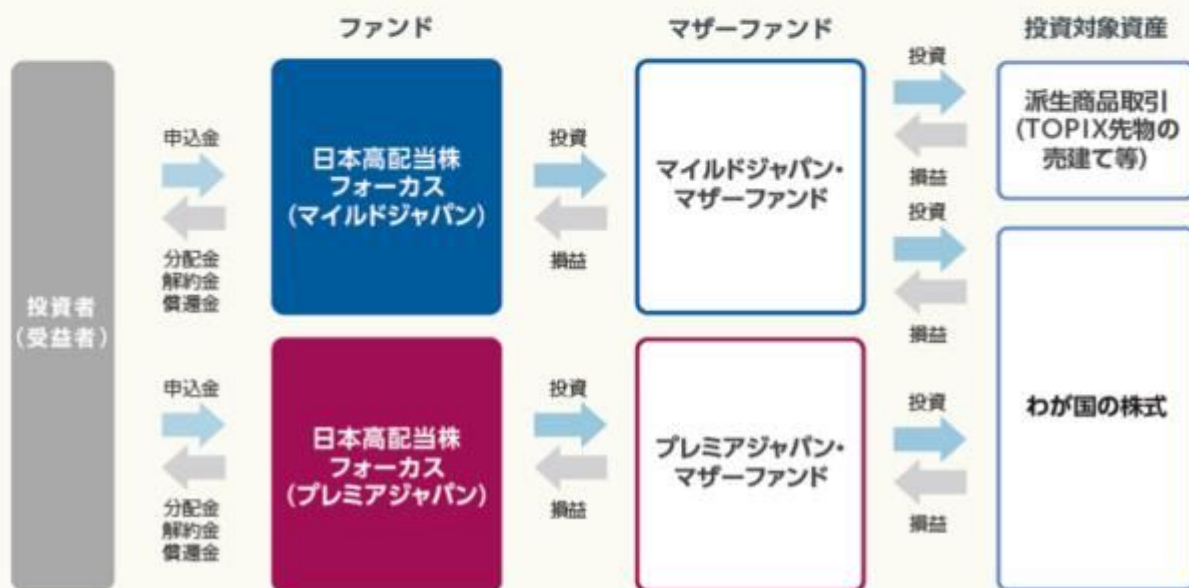 ファンド
マザーファンド
投資対象資産
投資者
（受益者）
申込金
分配金
解約金
償還金
日本高配当株
フォーカス
（マイルドジャパン）
投資
損益
マイルドジャパン・
マザーファンド
投資
損益
派生商品取引
（TOPIX先物の
売建て等）
投資
損益
申込金
分配金
解約金
償還金
日本高配当株
フォーカス
（プレミアジャパン）
投資
損益
プレミアジャパン・
マザーファンド
投資
損益
わが国の株式